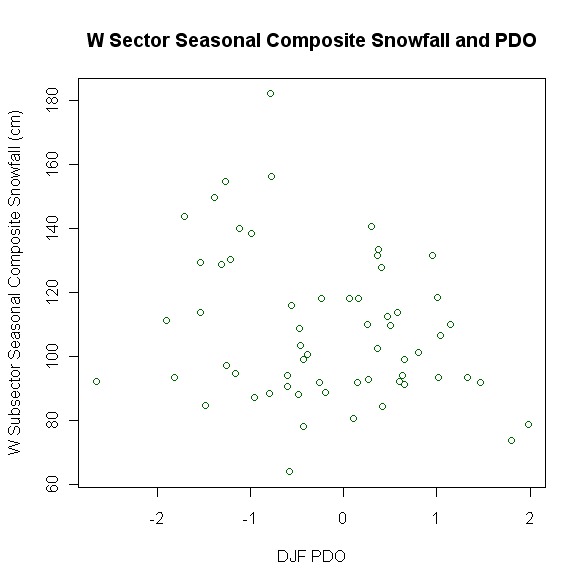 W Sector Seasonal Composite Snowfall and PDO
W Subsector Seasonal Composite Snowfall (cm)
180
160
140
120
100
80
60
-2 -1 0 1 2
DJF PDO